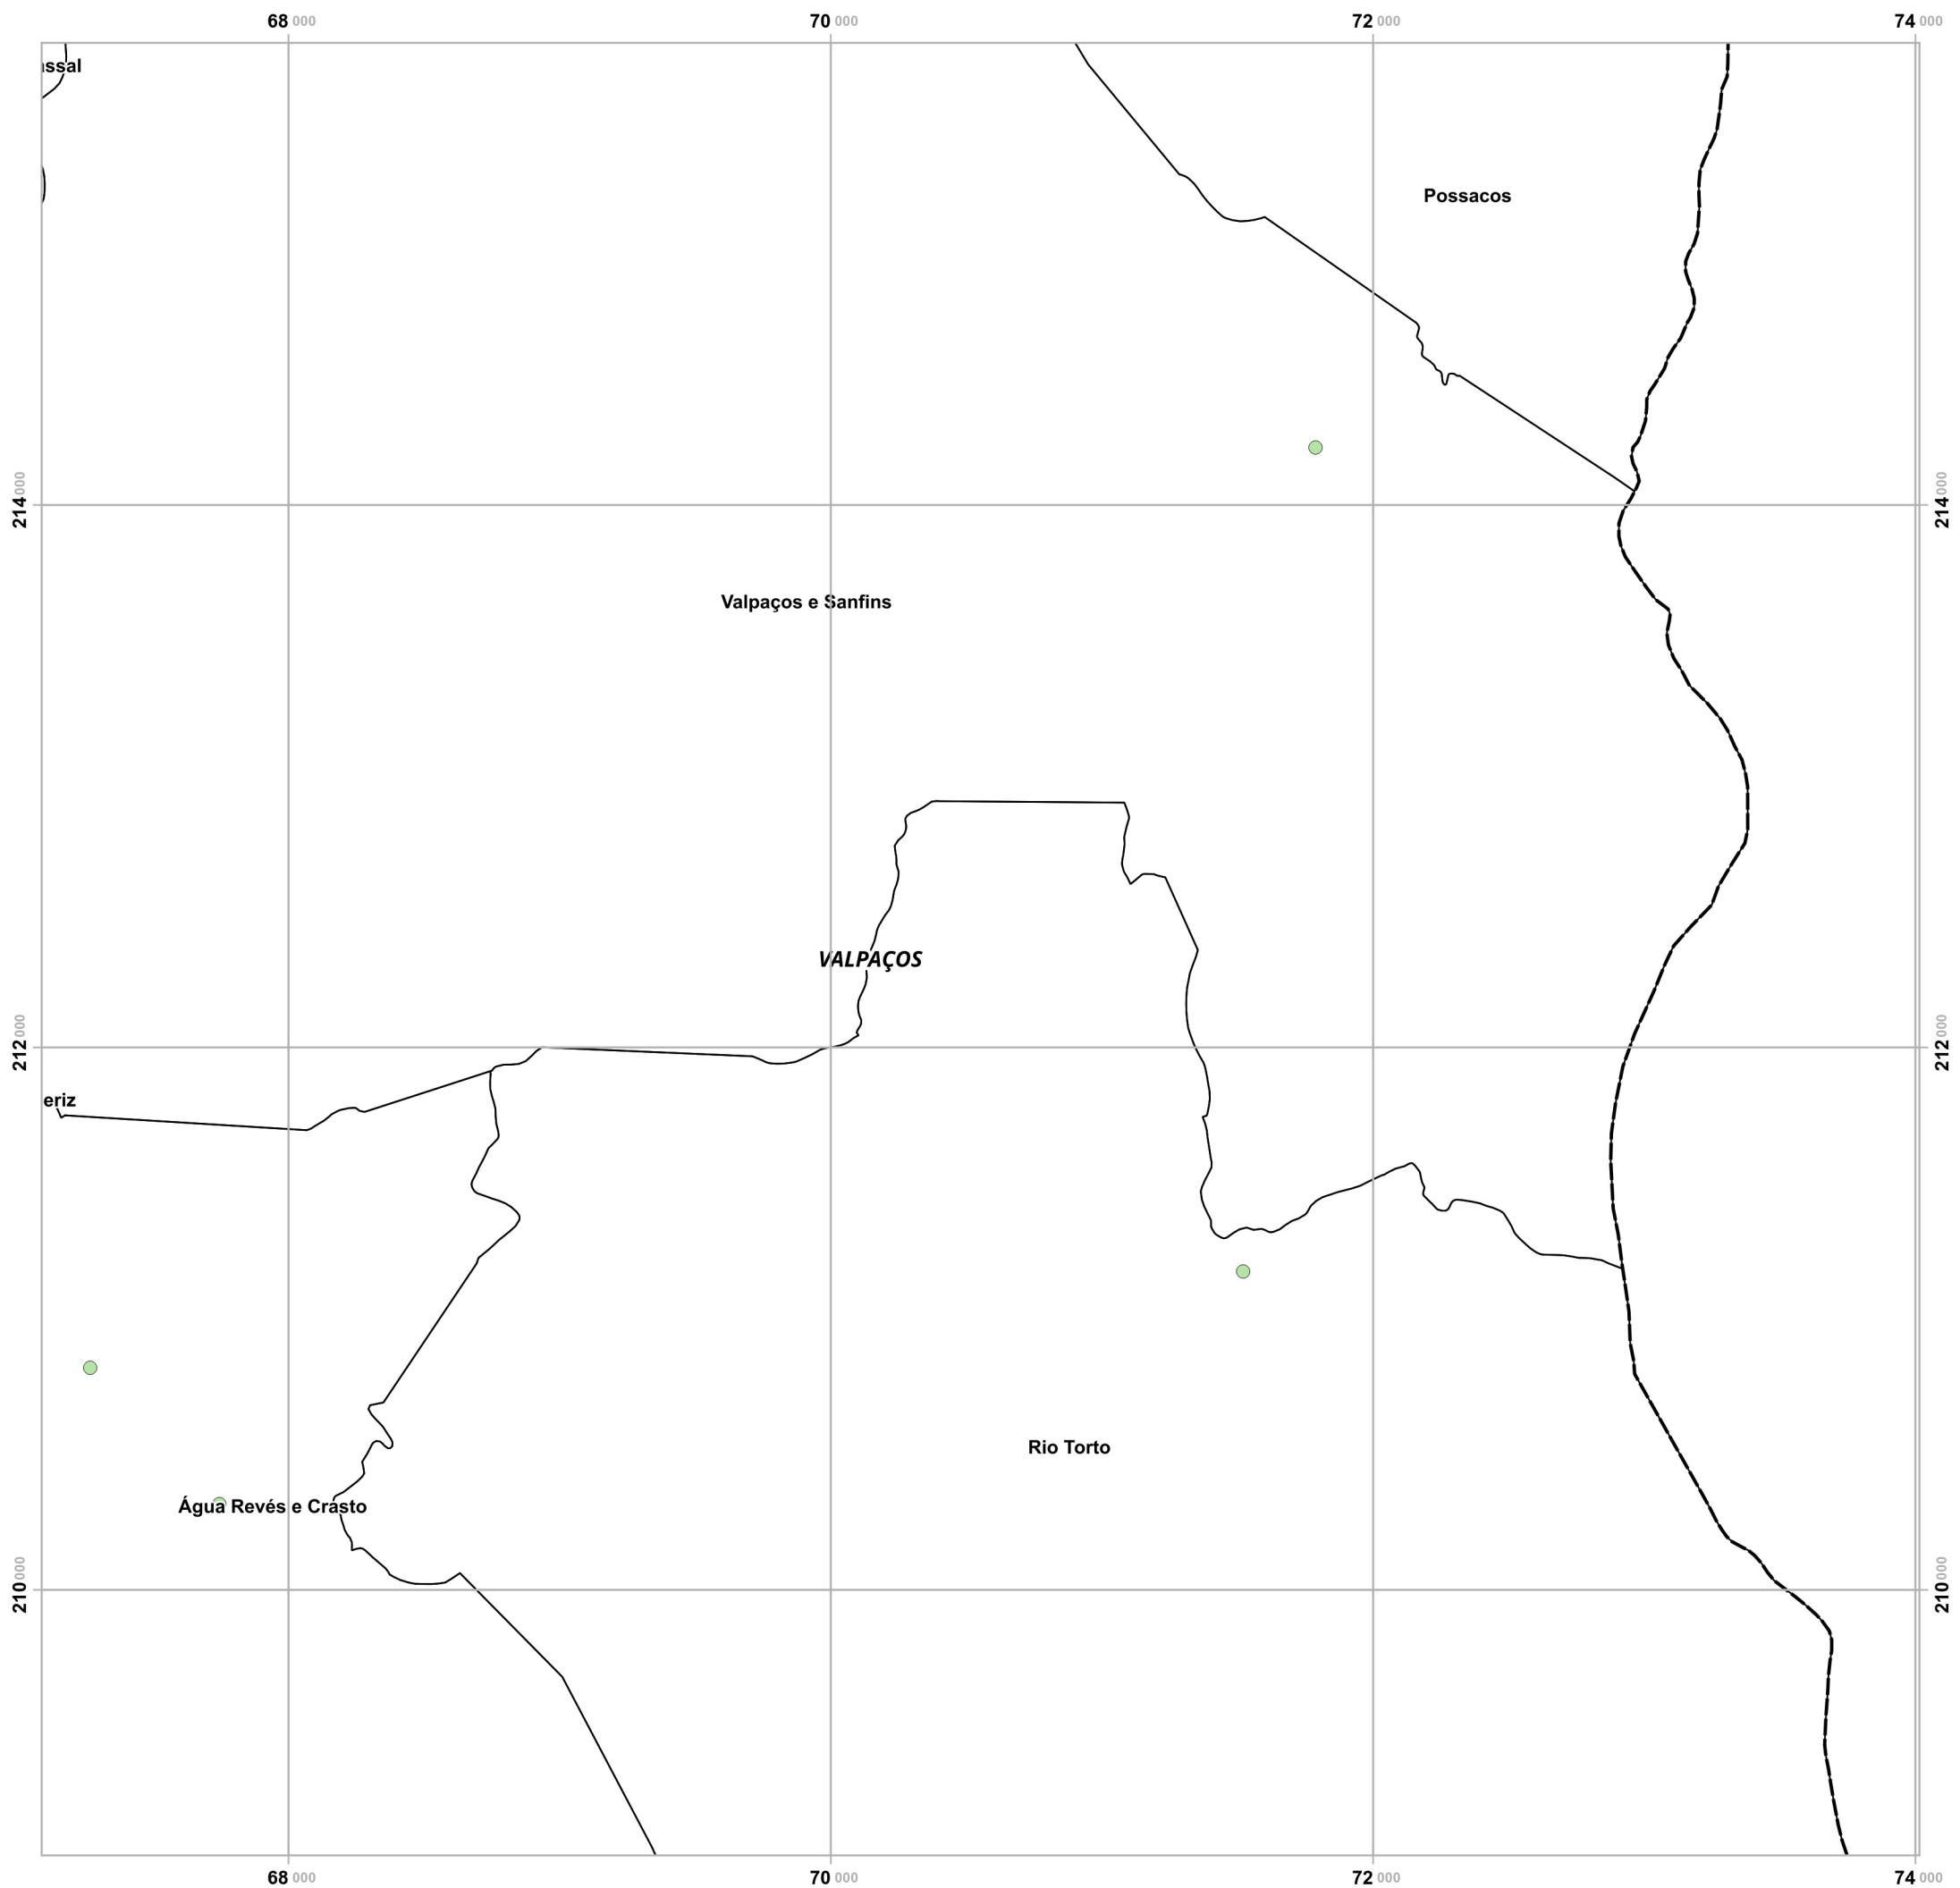 68 000 70 000 72 000 74 000
assal
Possacos
214 000 214 000
Valpaços e Sanfins
VALPAÇOS
212 000 212 000
eriz
Rio Torto
Água Revés e Crasto
210 000 210 000
68 000 70 000 72 000 74 000